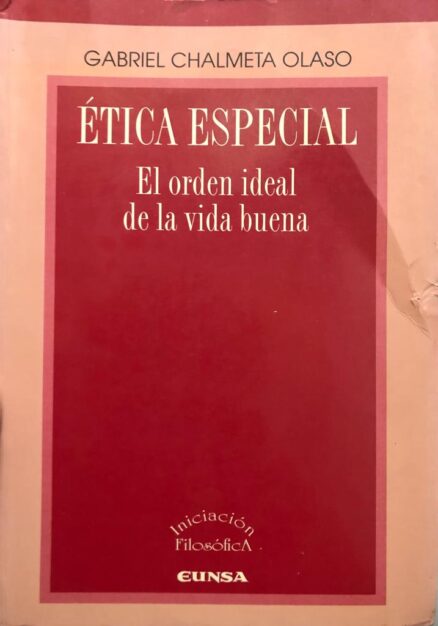 GABRIEL CHALMETA OLASO
ÉTICA ESPECIAL
El orden ideal
de la vida buena
Iniciación
FilosóficA
EUNSA